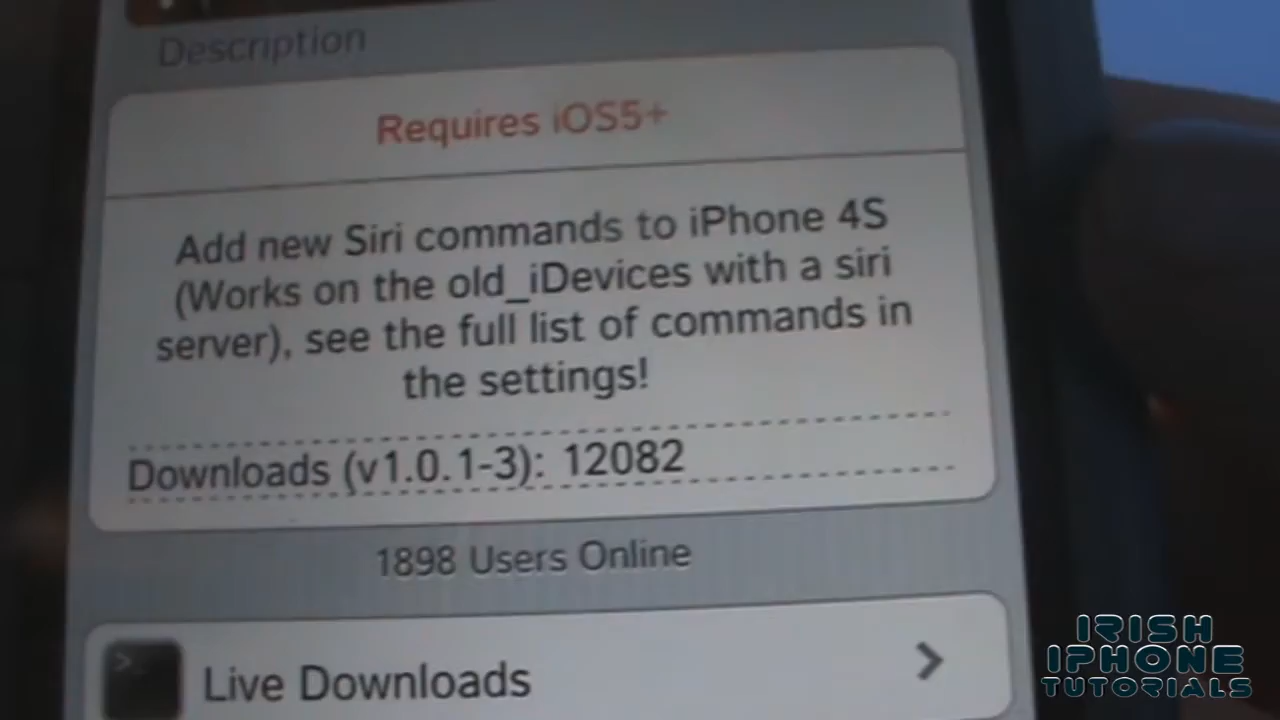 Description
Requires iOS5+
Add new Siri commands to iPhone 4S
(Works on the old_iDevices with a siri
server), see the full list of commands in
the settings!
Downloads (v1.0.1-3): 12082
1898 Users Online
Live Downloads
IRISH
IPHONE
TUTORIALS